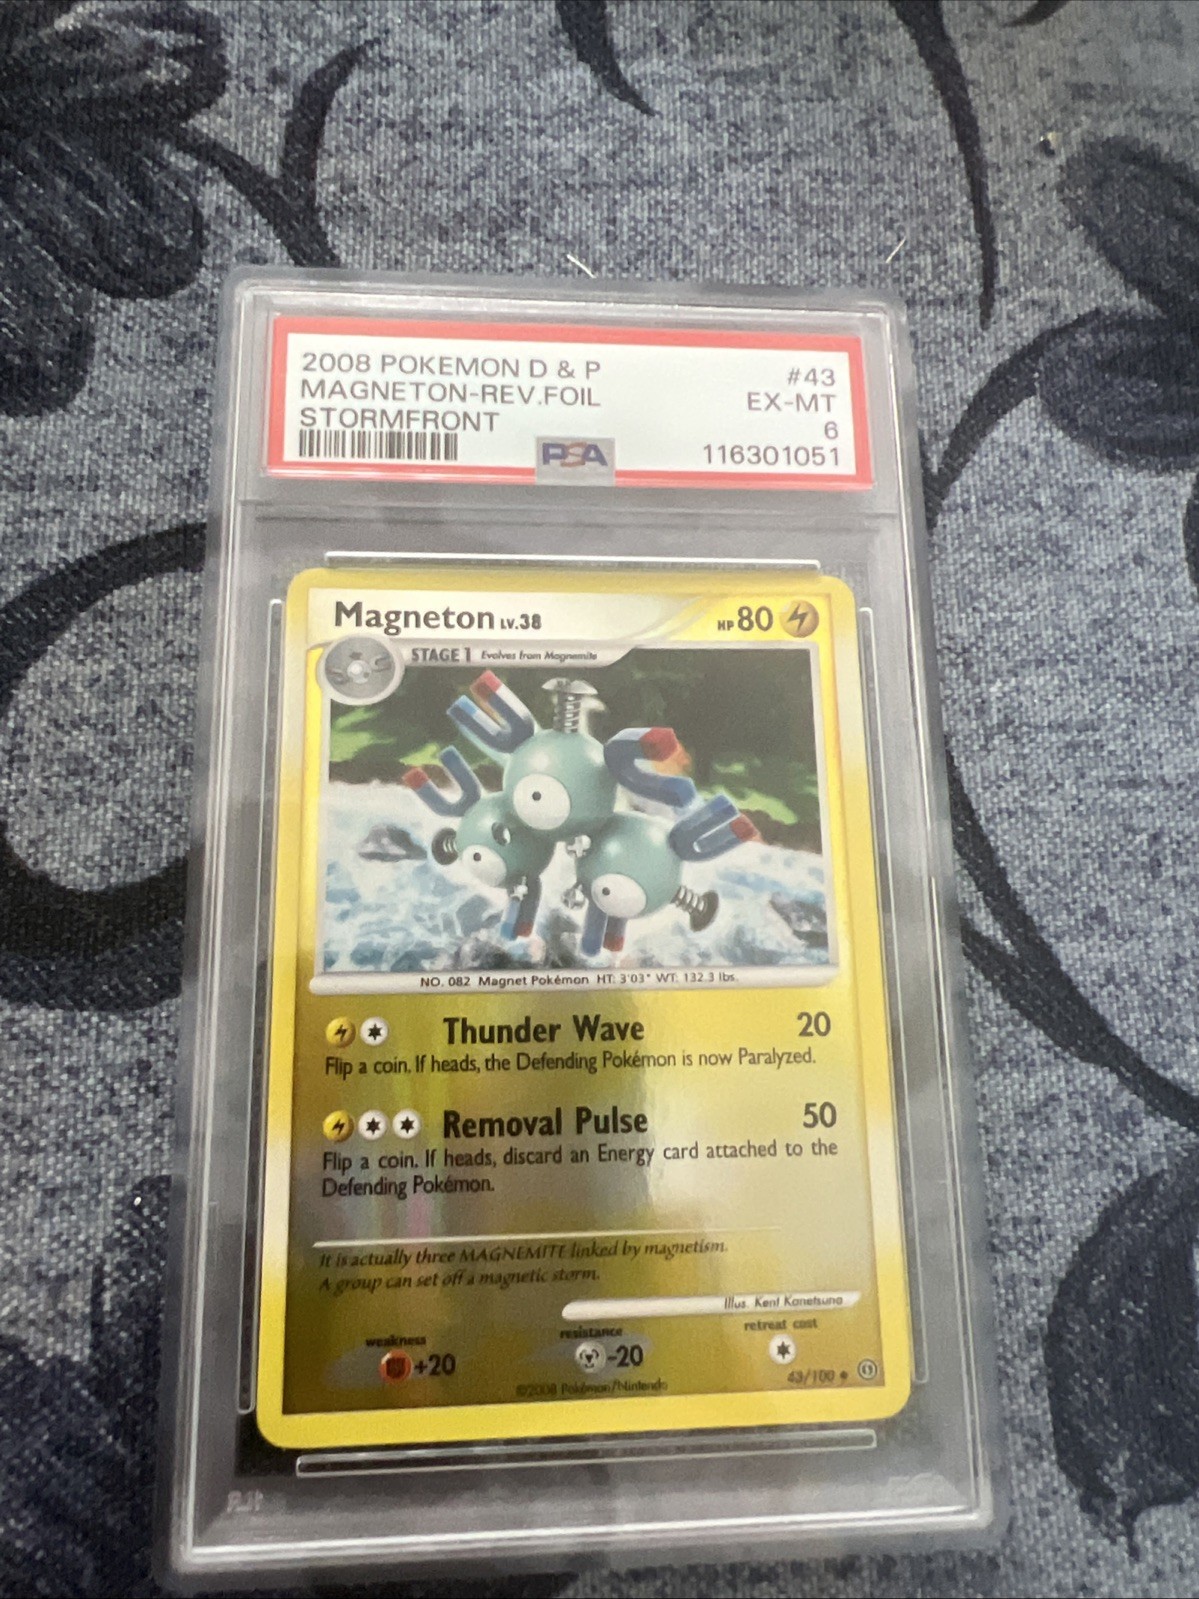 2008 POKEMON D & P #43
MAGNETON-REV.FOIL EX-MT
STORMFRONT 6
PSA 116301051
Magneton LV.38 HP 80
STAGE 1 Evolves from Magnemite
NO. 082 Magnet Pokémon HT: 3'03" WT: 132.3 lbs.
Thunder Wave 20
Flip a coin. If heads, the Defending Pokémon is now Paralyzed.
Removal Pulse 50
Flip a coin. If heads, discard an Energy card attached to the
Defending Pokémon.
It is actually three MAGNEMITE linked by magnetism.
A group can set off a magnetic storm.
Illus. Kent Kanetsuna
weakness resistance retreat cost
+20 -20
©2008 Pokémon/Nintendo 43/100